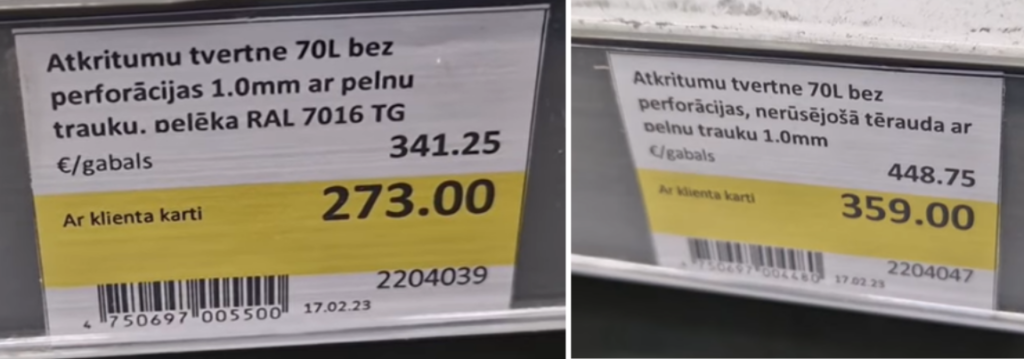 Atkritumu tvertne 70L bez
perforācijas 1.0mm ar pelnu
trauku, pelēka RAL 7016 TG
€/gabals
341.25
Ar klienta karti
273.00
2204039
4 750697 005500
17.02.23
Atkritumu tvertne 70L bez
perforācijas, nerūsējošā tērauda ar
pelnu trauku 1.0mm
€/gabals
448.75
Ar klienta karti
359.00
2204047
4 750697 004480
17.02.23